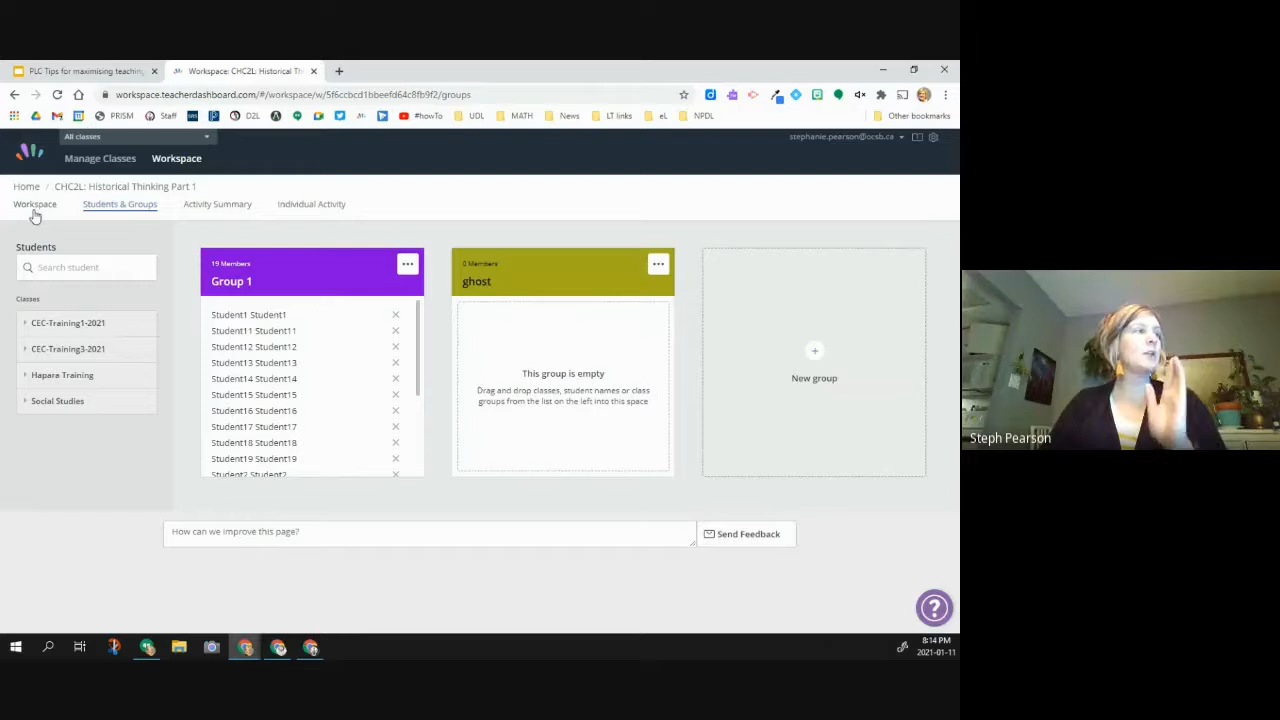 PLC Tips for maximising teaching
Workspace: CHC2L: Historical Th
workspace.teacherdashboard.com/#/workspace/w/5f6ccbcd1bbeefd64c8fb9f2/groups
PRISM
Staff
D2L
#howTo
UDL
MATH
News
LT links
eL
NPDL
Other bookmarks
All classes
stephanie.pearson@ocsb.ca
Manage Classes
Workspace
Home / CHC2L: Historical Thinking Part 1
Workspace
Students & Groups
Activity Summary
Individual Activity
Students
Search student
Classes
CEC-Training1-2021
CEC-Training3-2021
Hapara Training
Social Studies
19 Members
Group 1
Student1 Student1
Student11 Student11
Student12 Student12
Student13 Student13
Student14 Student14
Student15 Student15
Student16 Student16
Student17 Student17
Student18 Student18
Student19 Student19
Student2 Student2
0 Members
ghost
This group is empty
Drag and drop classes, student names or class
groups from the list on the left into this space
New group
How can we improve this page?
Send Feedback
Steph Pearson
8:14 PM
2021-01-11